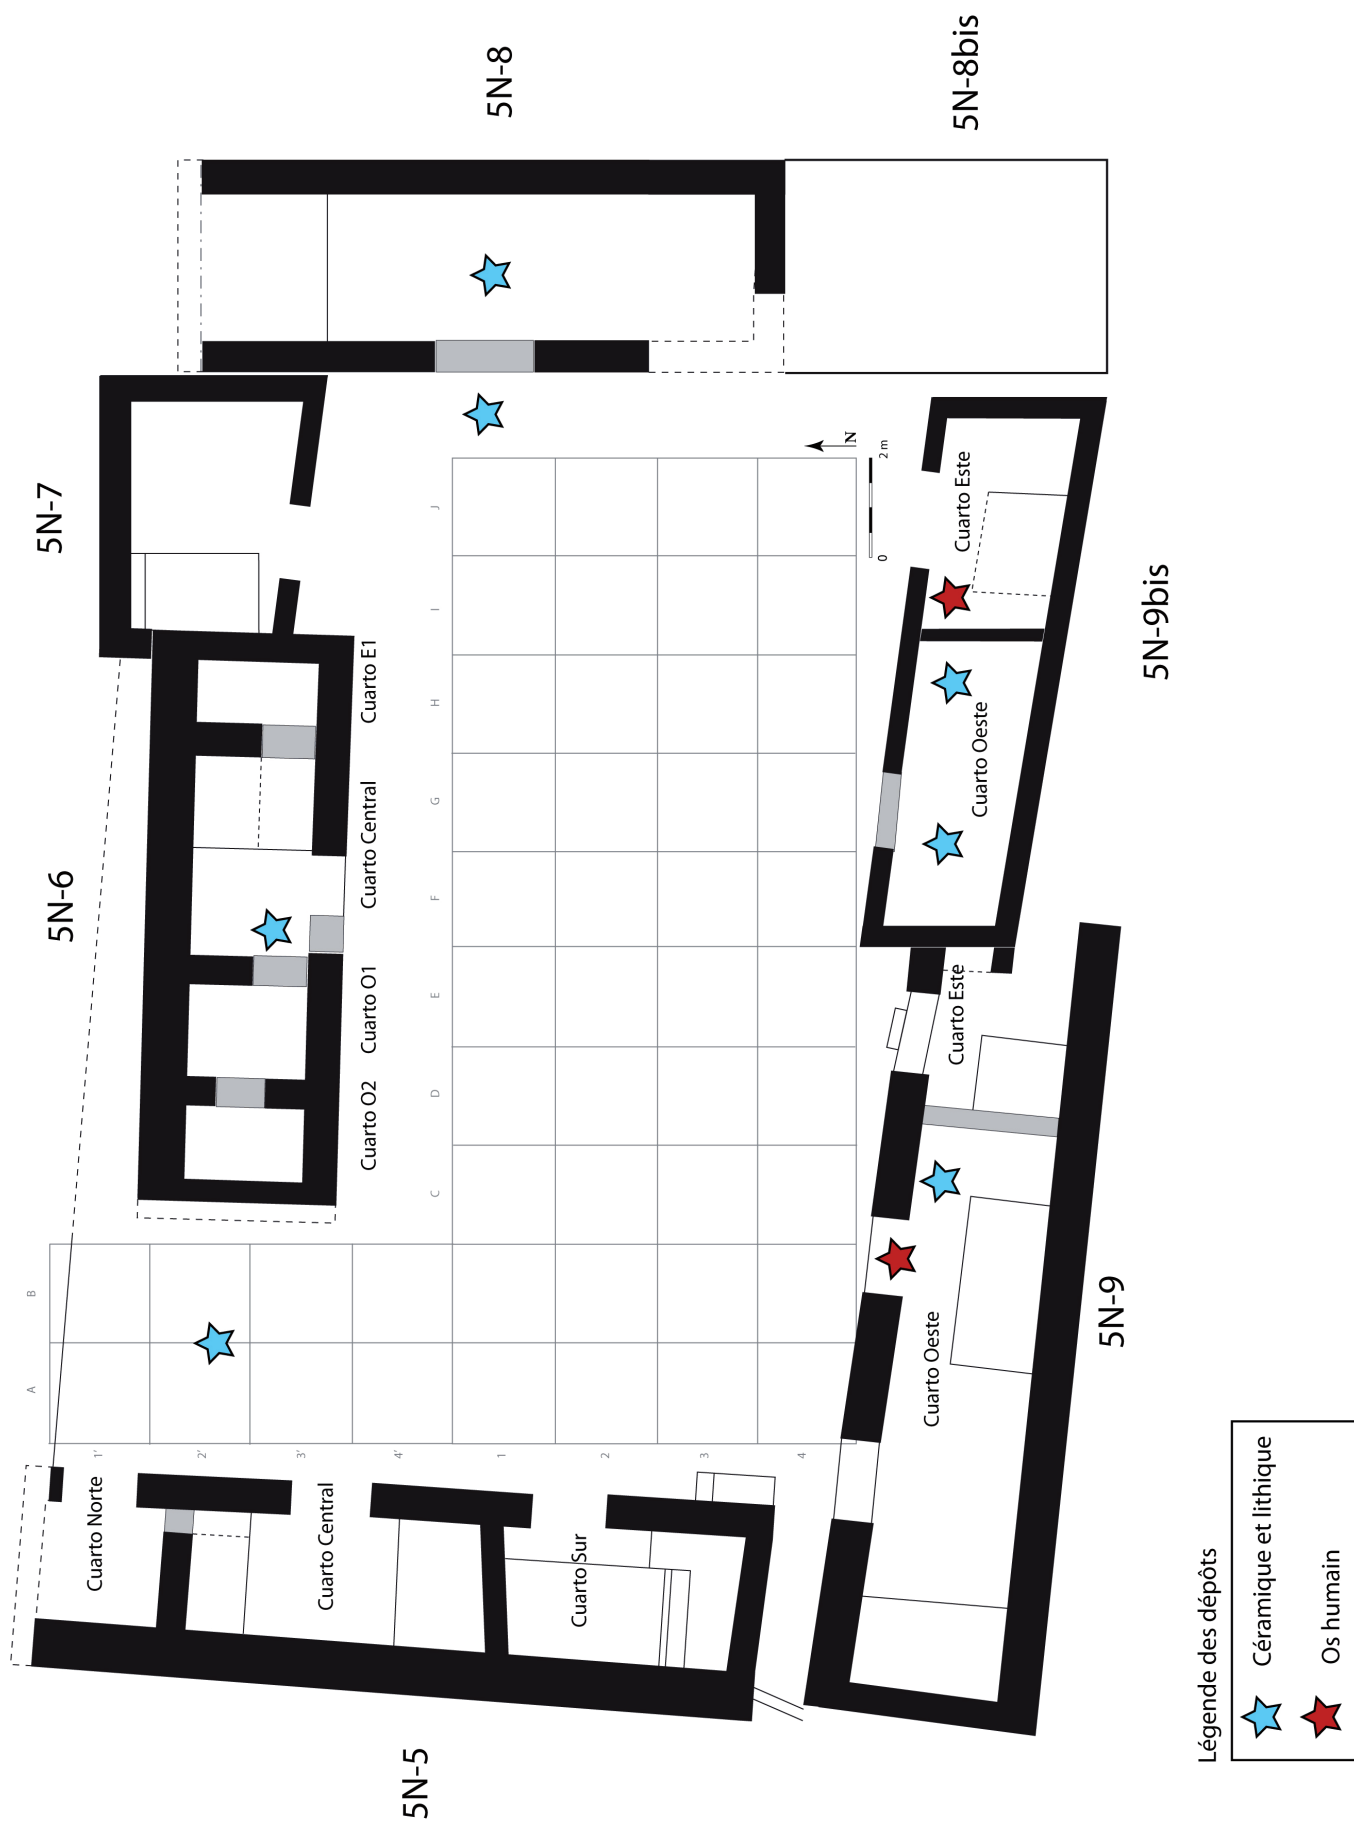 5N-6
5N-7
5N-8
5N-8bis
5N-5
5N-9
5N-9bis
Cuarto Norte
Cuarto Central
Cuarto Sur
Cuarto O2
Cuarto O1
Cuarto Central
Cuarto E1
A
B
C
D
E
F
G
H
I
J
1'
2'
3'
4'
1
2
3
4
Cuarto Oeste
Cuarto Este
Cuarto Oeste
Cuarto Este
N
0
2 m
Légende des dépôts
Céramique et lithique
Os humain